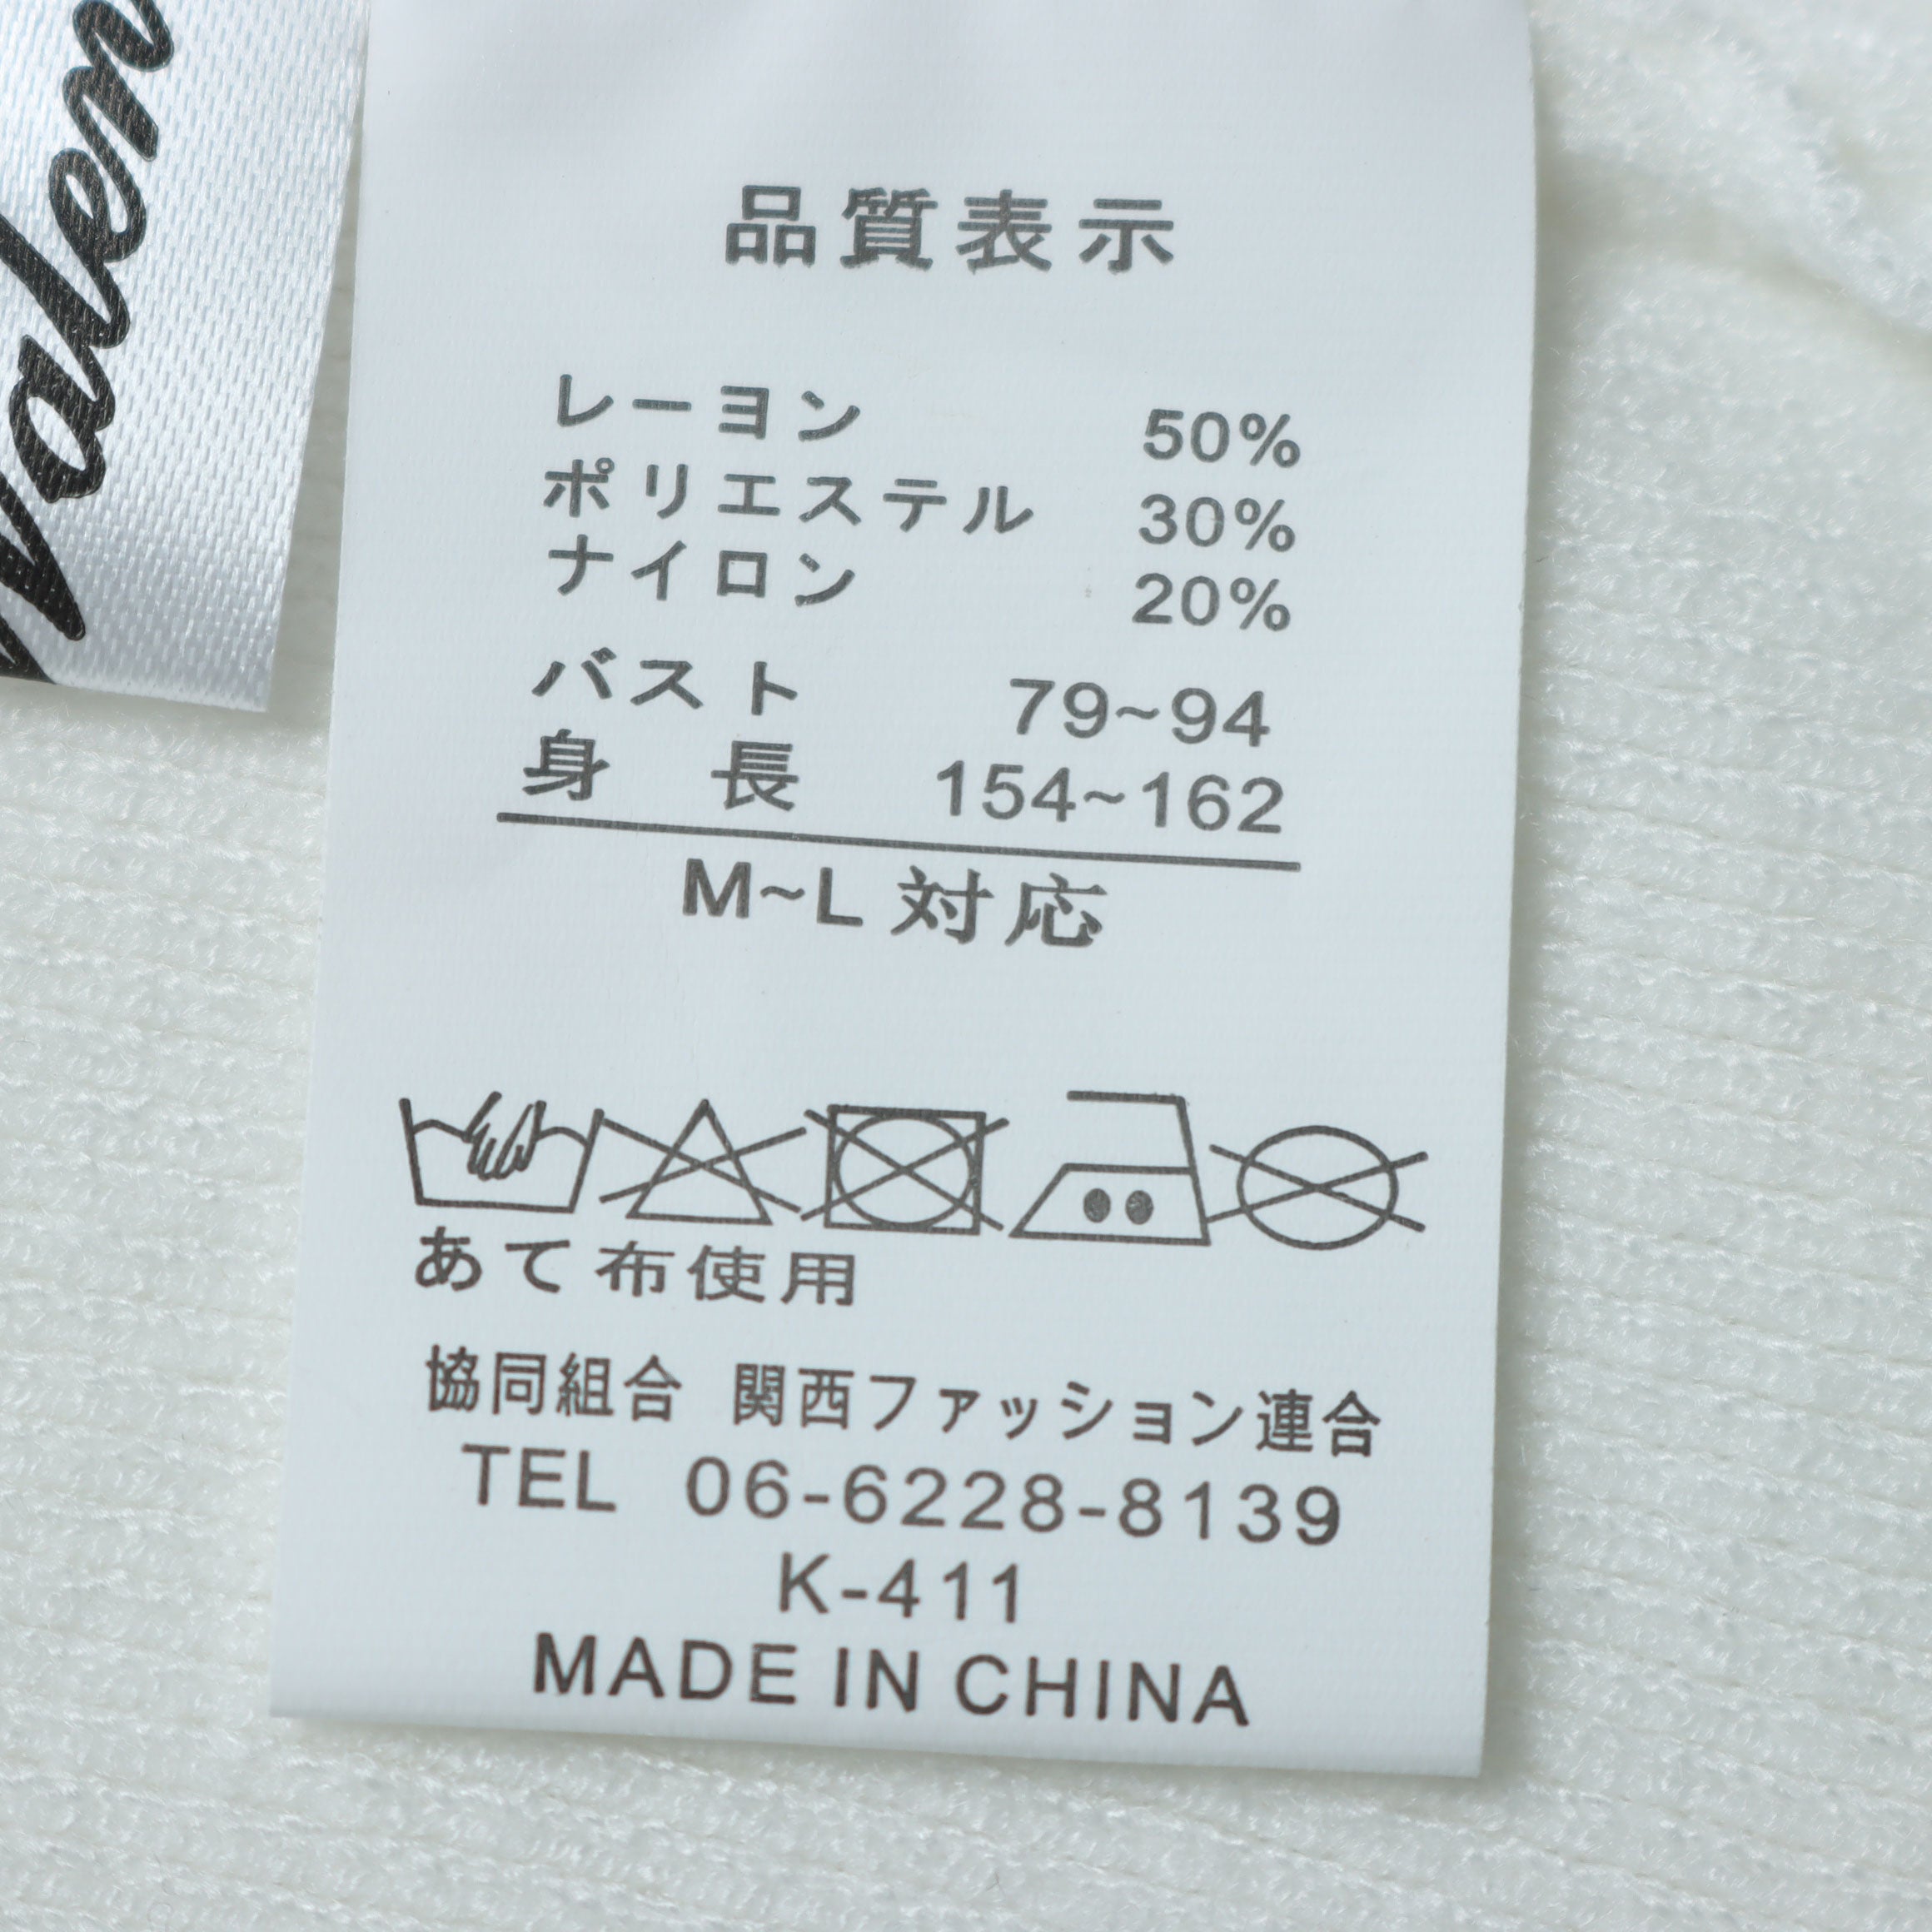 品質表示
レーヨン 50%
ポリエステル 30%
ナイロン 20%
バスト 79~94
身長 154~162
M~L対応
あて布使用
協同組合 関西ファッション連合
TEL 06-6228-8139
K-411
MADE IN CHINA